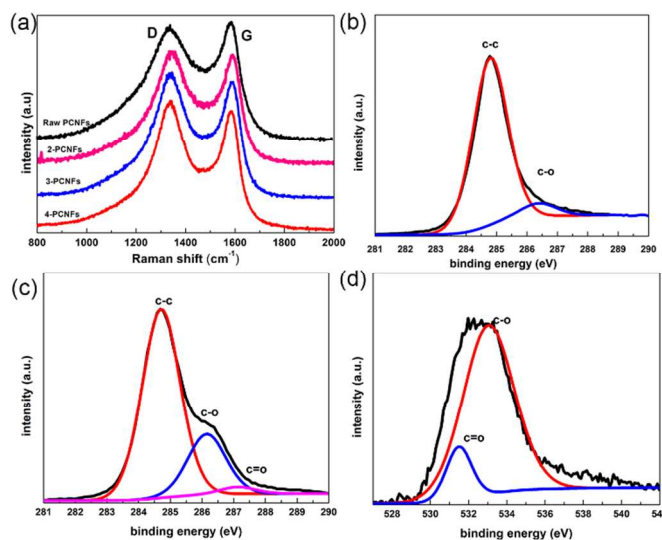 (a)
D
G
Raw PCNFs
2-PCNFs
3-PCNFs
4-PCNFs
intensity (a.u)
800 1000 1200 1400 1600 1800 2000
Raman shift (cm-1)
(b)
C-C
C-O
intensity (a.u.)
281 282 283 284 285 286 287 288 289 290
binding energy (eV)
(c)
C-C
C-O
C=O
intensity (a.u.)
281 282 283 284 285 286 287 288 289 290
binding energy (eV)
(d)
C-O
C=O
intensity (a.u.)
528 530 532 534 536 538 540 542
binding energy (eV)